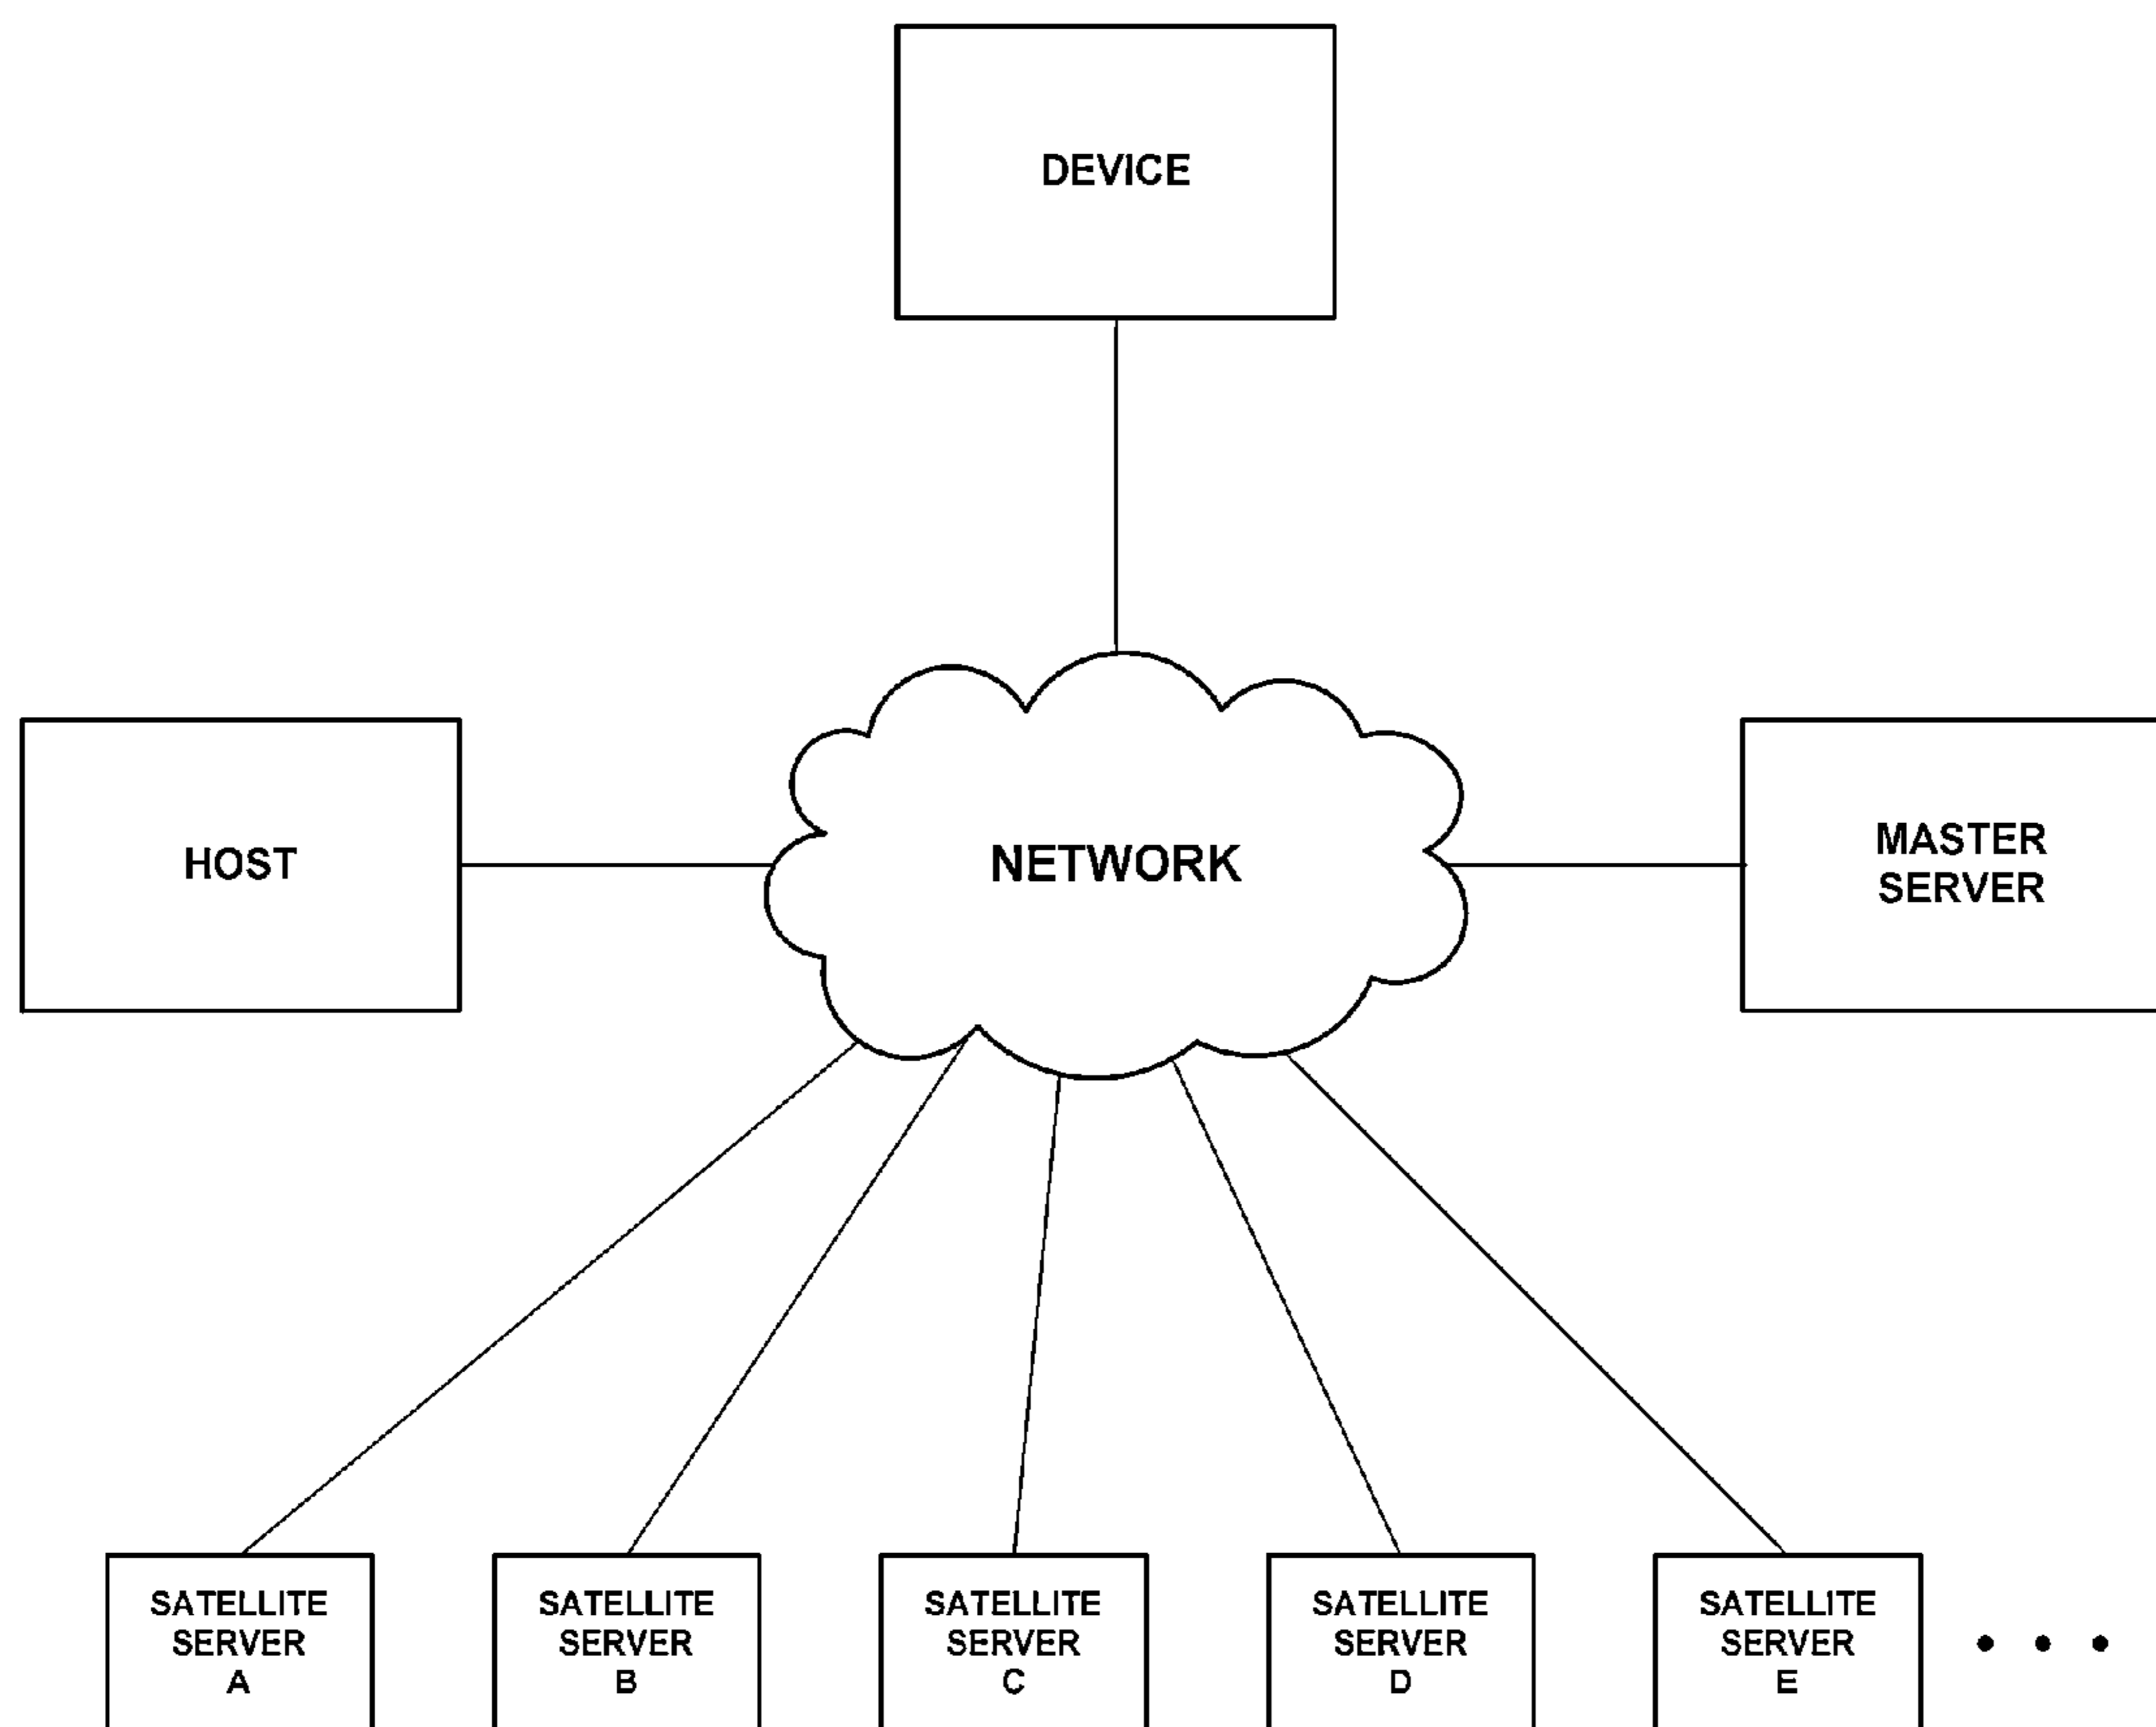 DEVICE
HOST
NETWORK
MASTER
SERVER
SATELLITE
SERVER
A
SATELLITE
SERVER
B
SATELLITE
SERVER
C
SATELLITE
SERVER
D
SATELLITE
SERVER
E
• • •